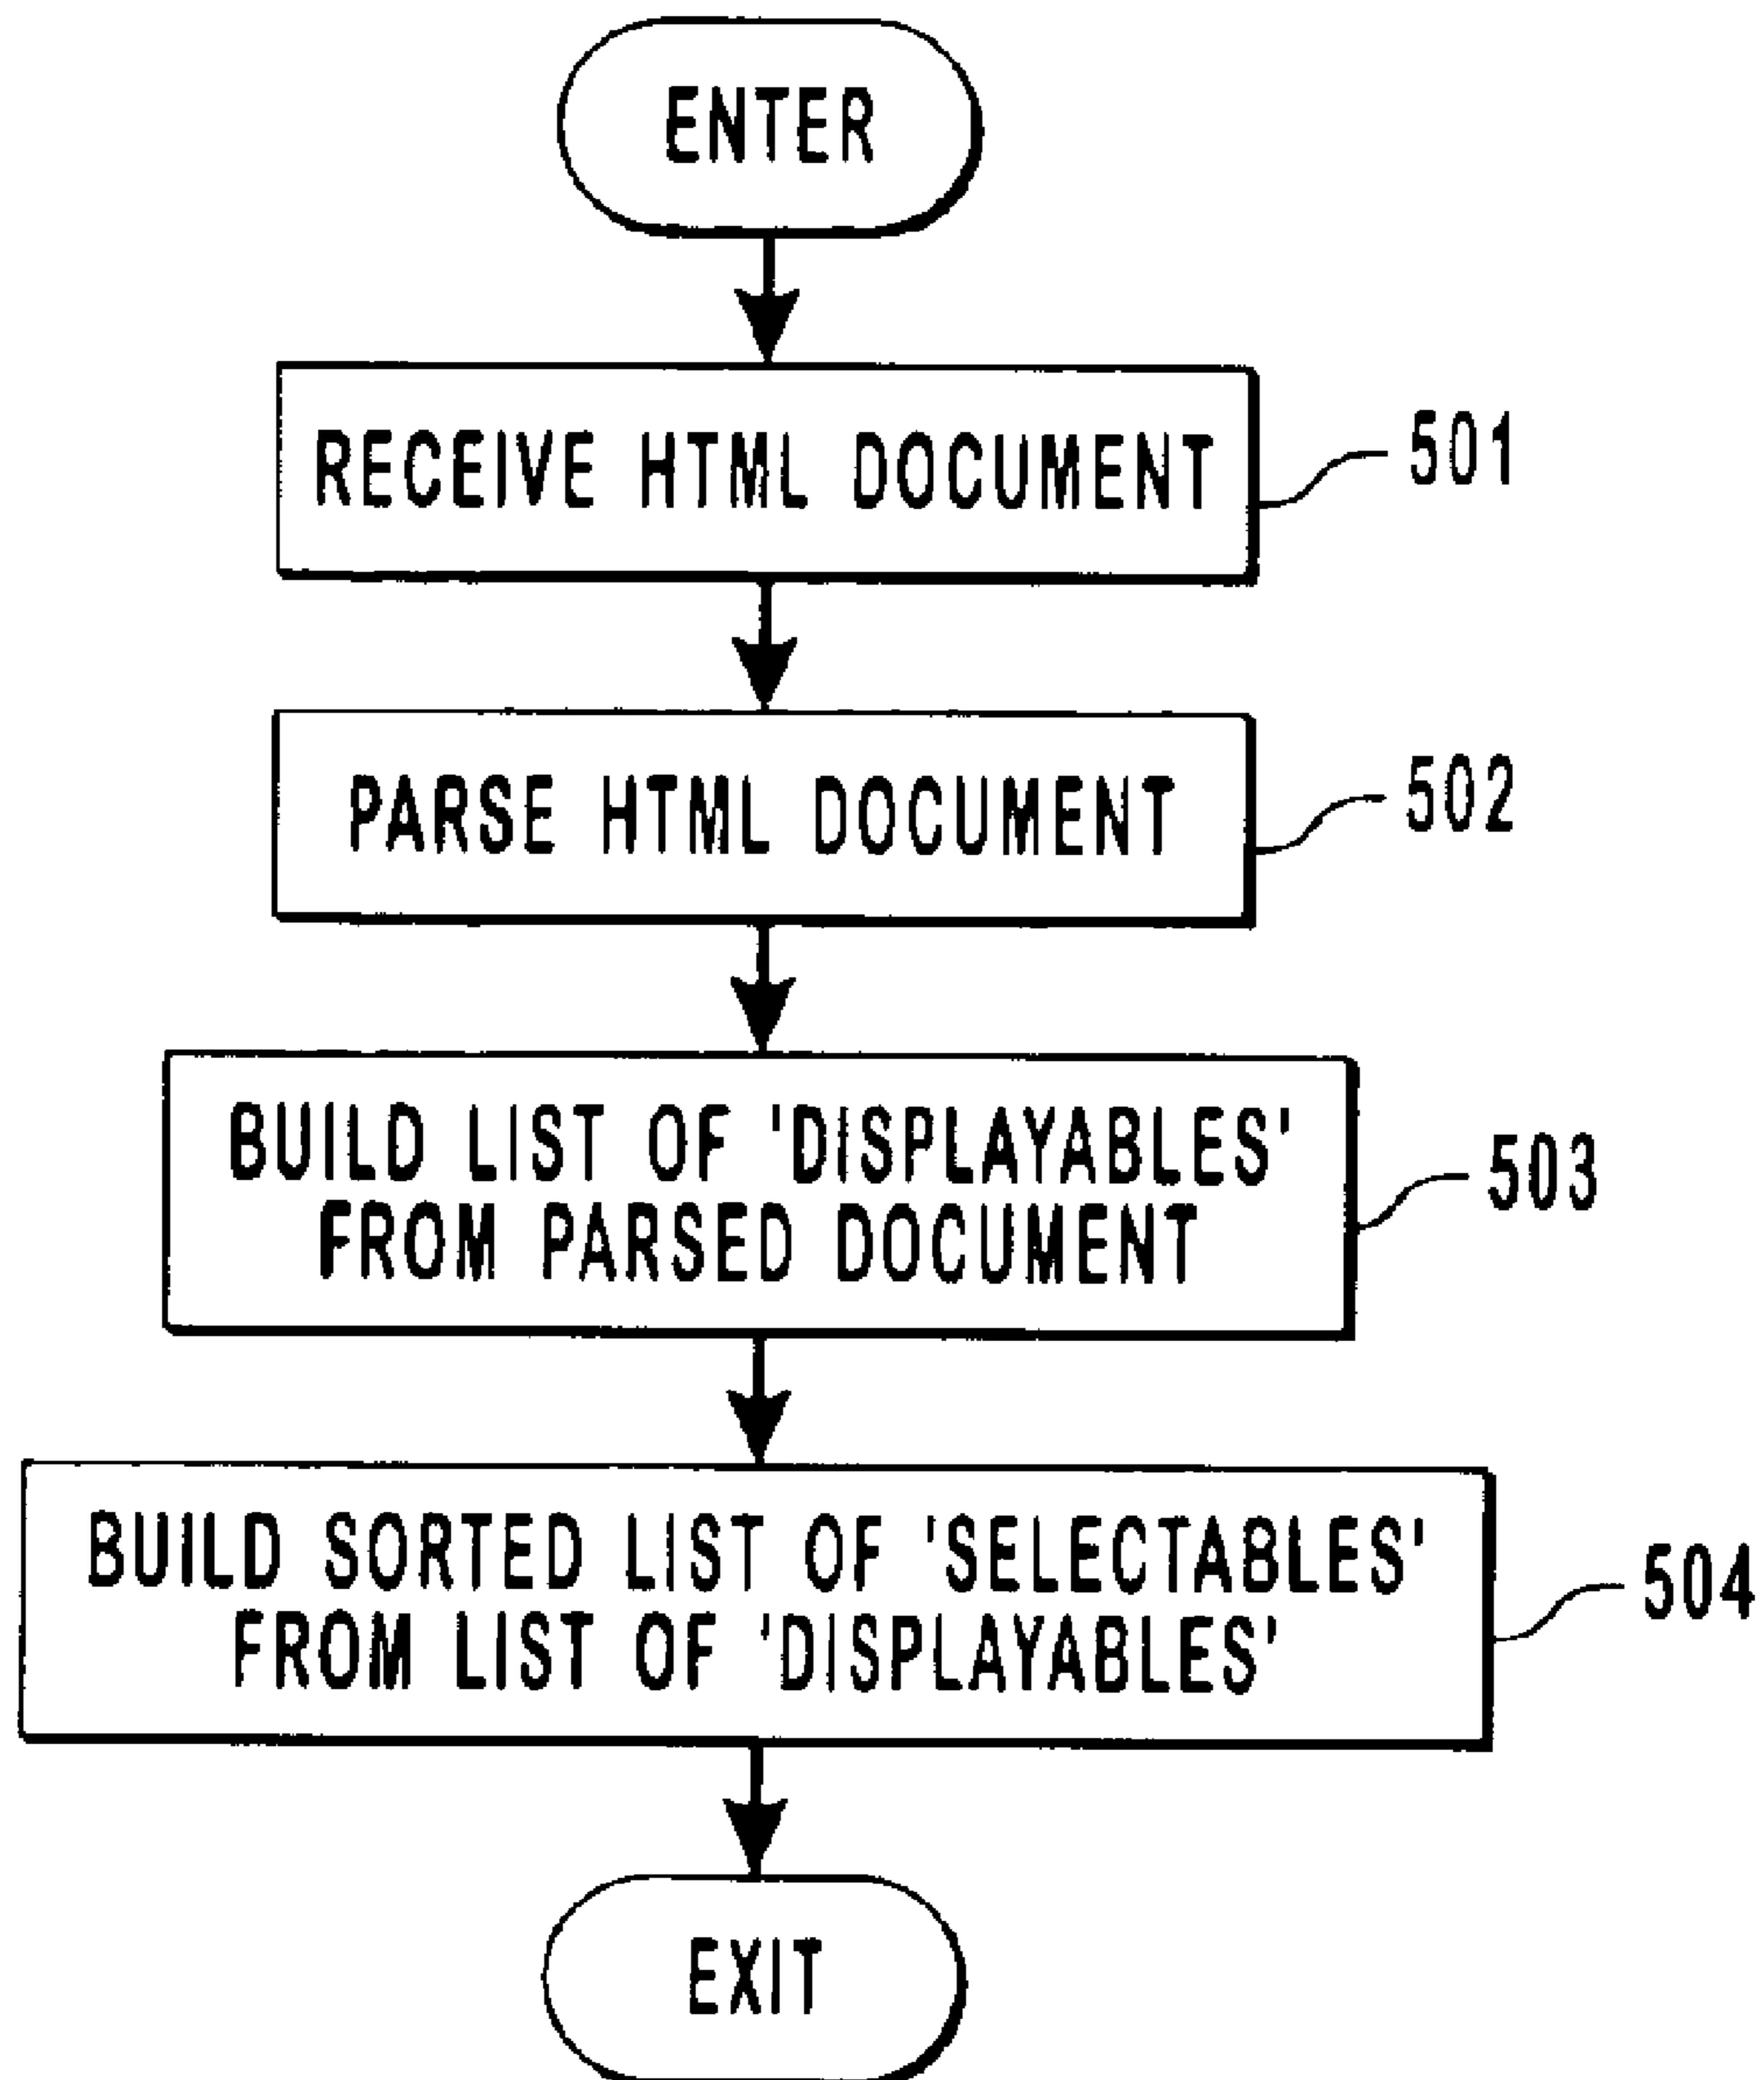 ENTER
RECEIVE HTML DOCUMENT
501
PARSE HTML DOCUMENT
502
BUILD LIST OF 'DISPLAYABLES'
FROM PARSED DOCUMENT
503
BUILD SORTED LIST OF 'SELECTABLES'
FROM LIST OF 'DISPLAYABLES'
504
EXIT